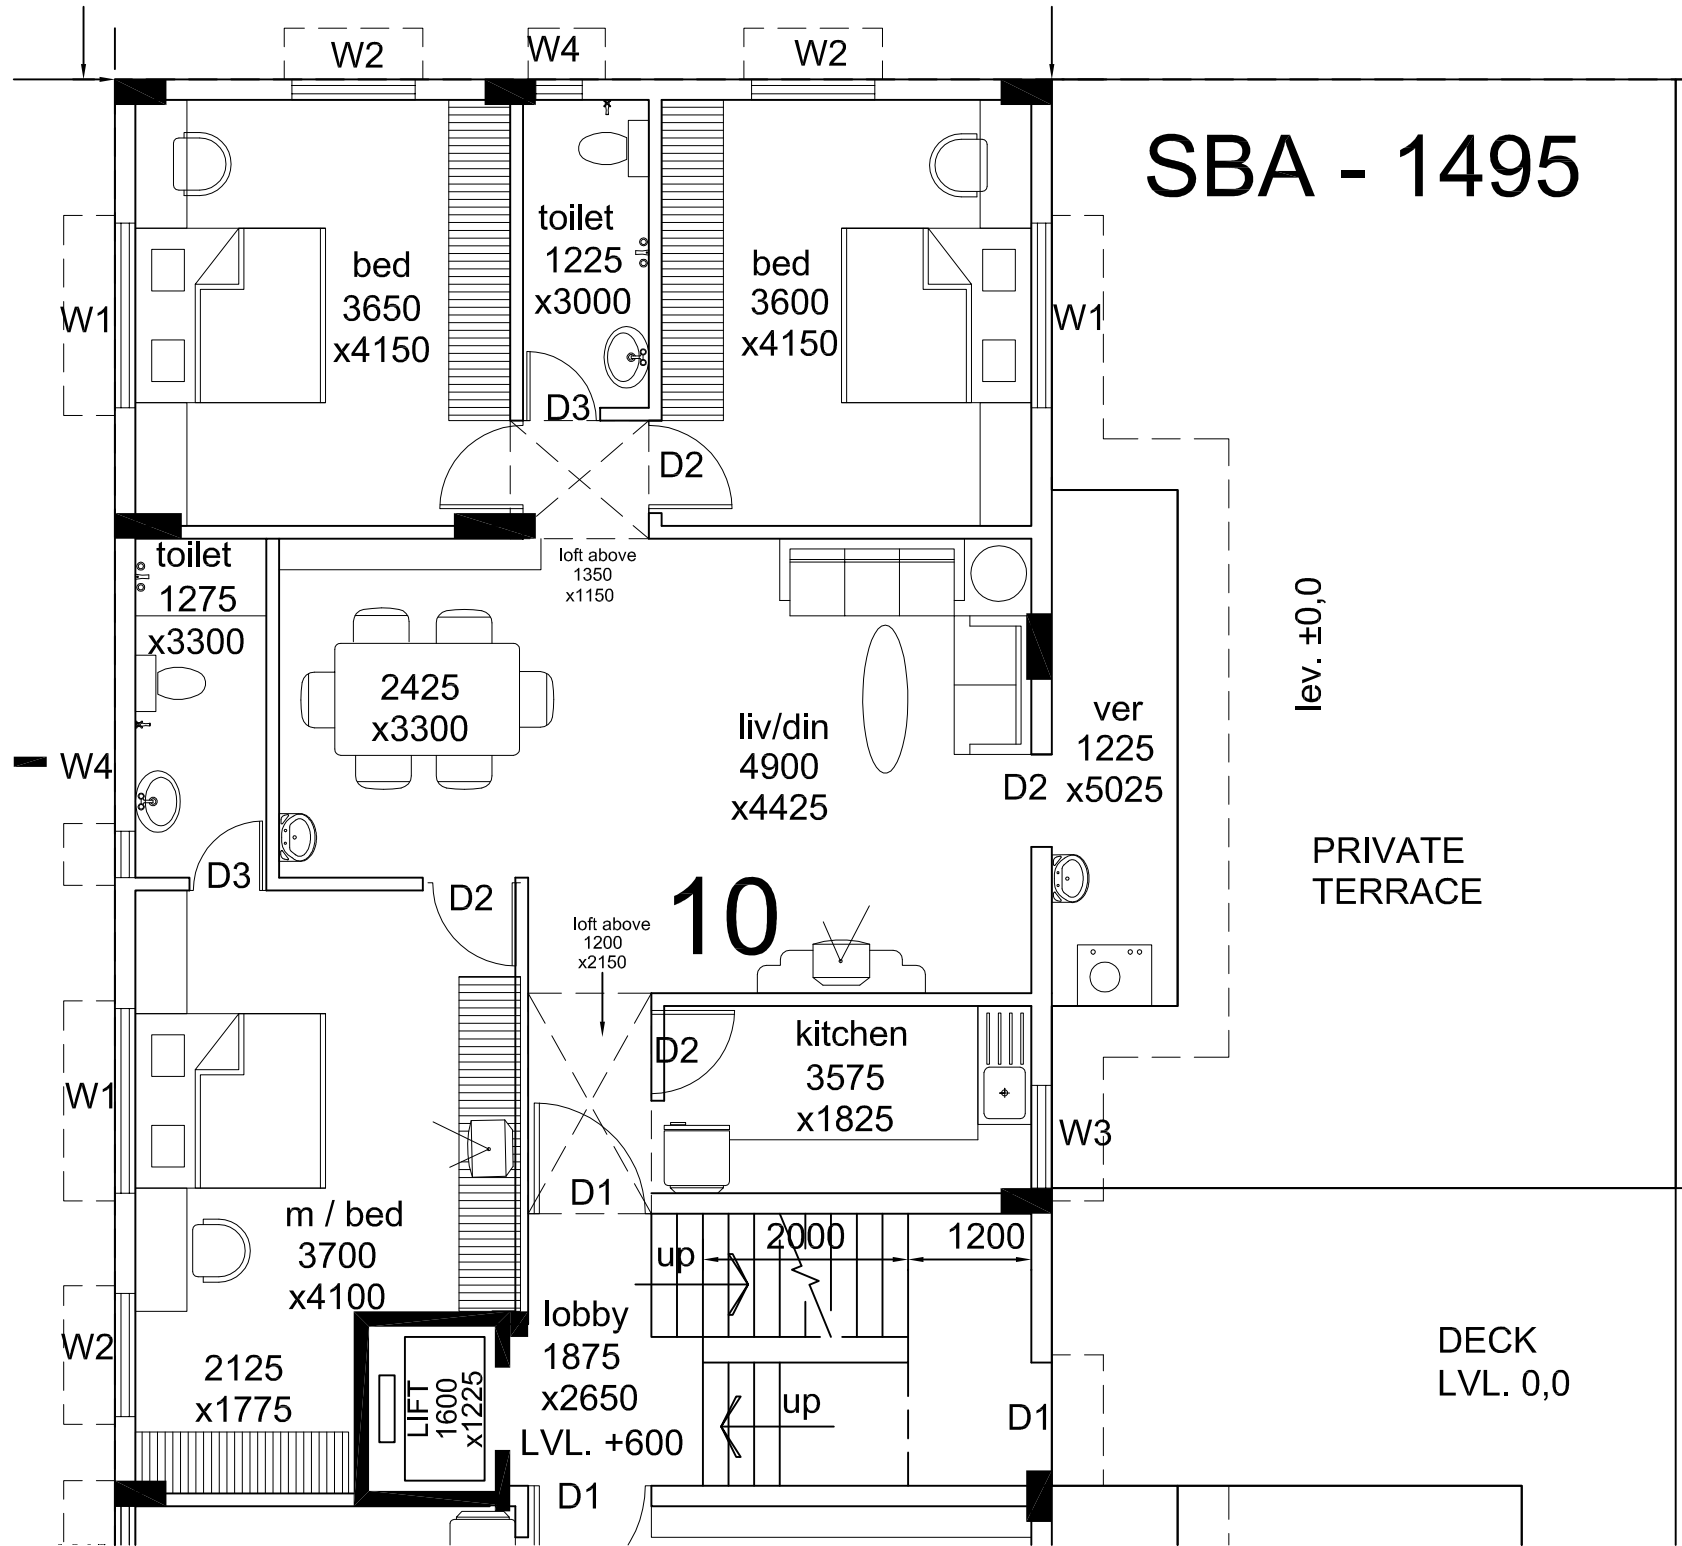 W2
W4
W2
SBA - 1495
toilet
1225
x3000
bed
3650
x4150
bed
3600
x4150
W1
W1
D3
D2
toilet
1275
x3300
loft above
1350
x1150
lev. ±0,0
2425
x3300
liv/din
4900
x4425
ver
1225
x5025
W4
D2
PRIVATE
TERRACE
D3
D2
10
loft above
1200
x2150
kitchen
3575
x1825
D2
W1
W3
D1
m / bed
3700
x4100
up
2000
1200
lobby
1875
x2650
LVL. +600
W2
2125
x1775
LIFT
1600
x1225
up
D1
DECK
LVL. 0,0
D1